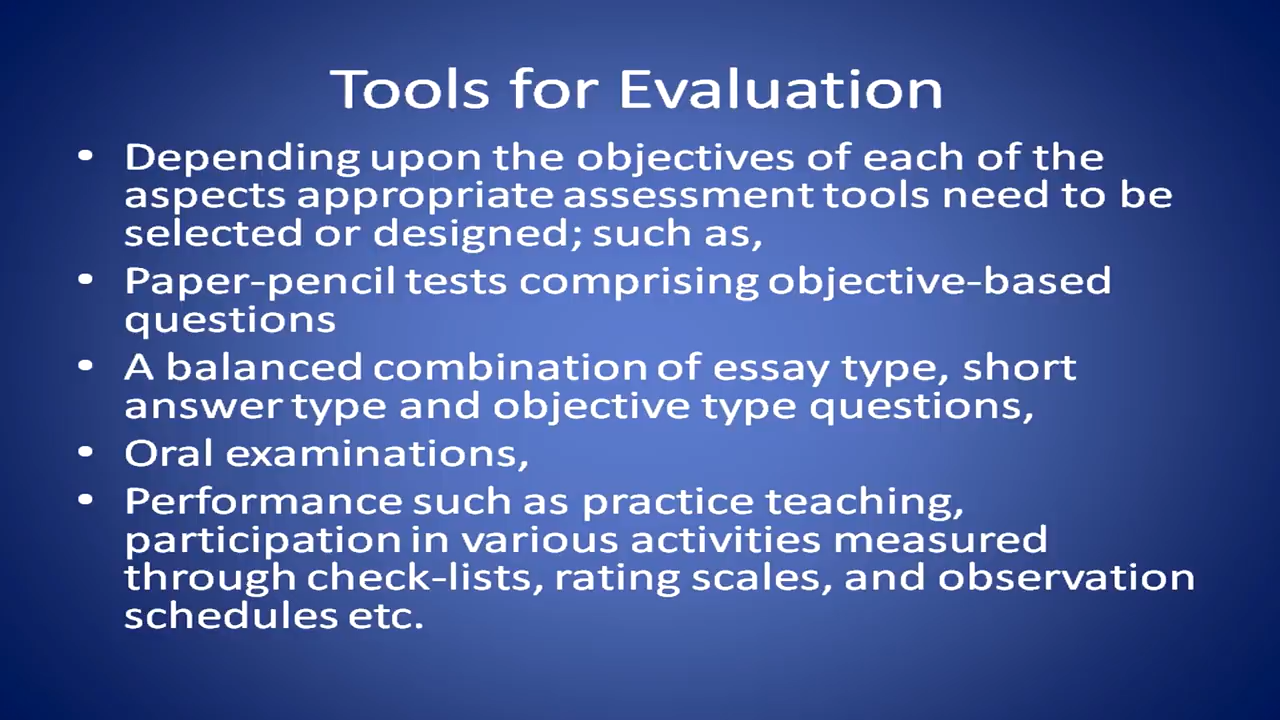 Tools for Evaluation
• Depending upon the objectives of each of the
aspects appropriate assessment tools need to be
selected or designed; such as,
• Paper-pencil tests comprising objective-based
questions
• A balanced combination of essay type, short
answer type and objective type questions,
• Oral examinations,
• Performance such as practice teaching,
participation in various activities measured
through check-lists, rating scales, and observation
schedules etc.